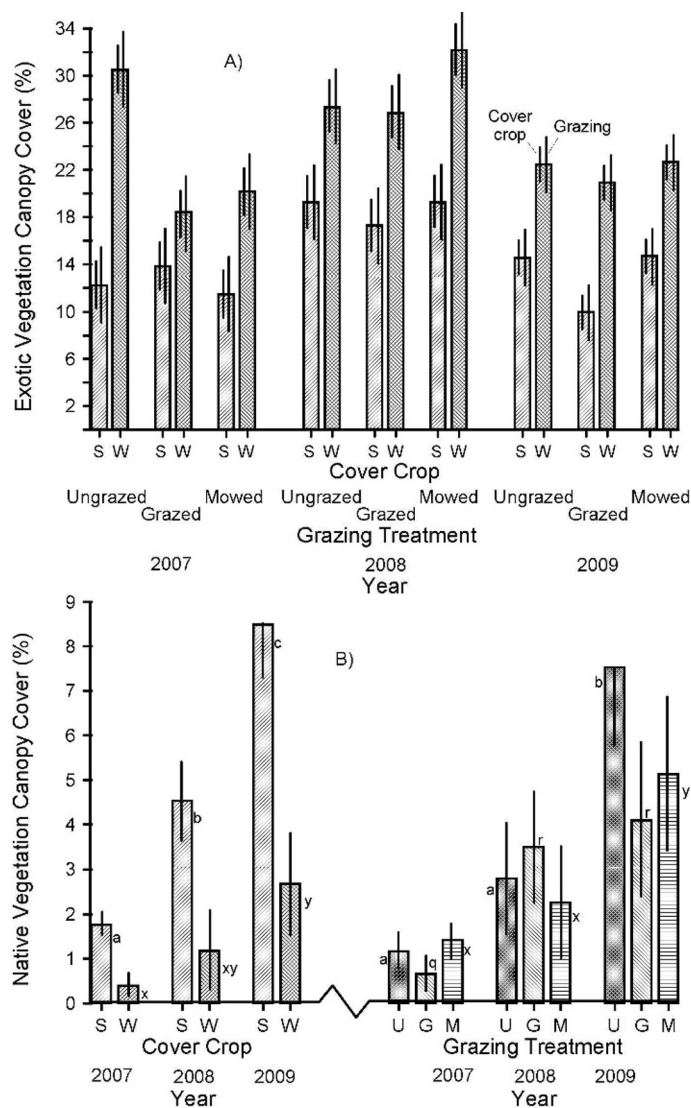 A)
Exotic Vegetation Canopy Cover (%)
34
30
26
22
18
14
10
6
2
Cover crop
Grazing
S W S W S W S W S W S W S W S W S W
Cover Crop
Ungrazed Mowed Ungrazed Mowed Ungrazed Mowed
Grazed Grazed Grazed
Grazing Treatment
2007 2008 2009
Year
B)
Native Vegetation Canopy Cover (%)
9
8
7
6
5
4
3
2
1
0
a x b xy c y a q x a r x b r y
S W S W S W U G M U G M U G M
Cover Crop Grazing Treatment
2007 2008 2009 2007 2008 2009
Year Year